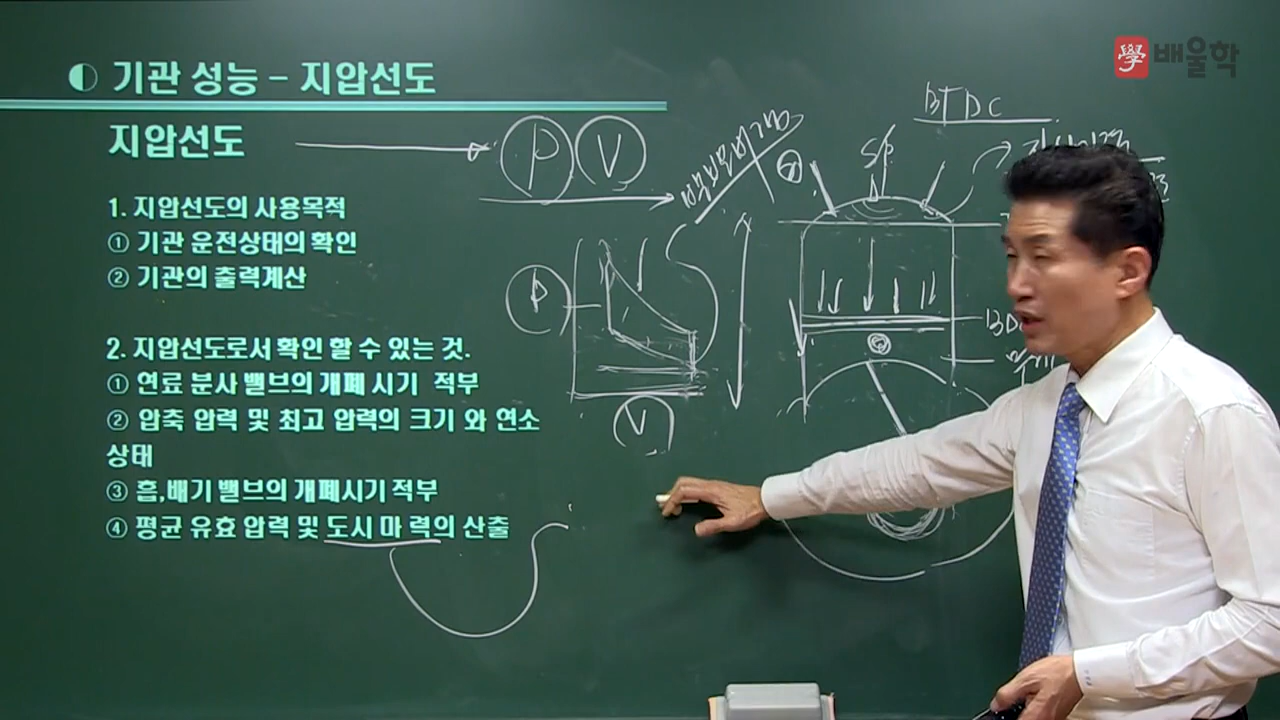 기관 성능 - 지압선도
學 배울학
지압선도
P V
1. 지압선도의 사용목적
① 기관 운전상태의 확인
② 기관의 출력계산
2. 지압선도로서 확인 할 수 있는 것.
① 연료 분사 밸브의 개폐 시기 적부
② 압축 압력 및 최고 압력의 크기 와 연소
상태
③ 흡,배기 밸브의 개폐시기 적부
④ 평균 유효 압력 및 도시 마 력의 산출
P
V
BTDC
S/P